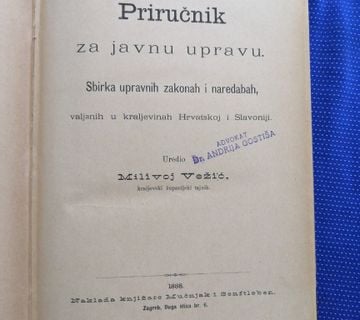 Priručnik
za javnu upravu.
Sbirka upravnih zakonah i naredabah,
valjanih u kraljevinah Hrvatskoj i Slavoniji.
ADVOKAT
Dr. ANDRIJA GOSTIŠA
Uredio
Milivoj Vežić,
kraljevski županijski tajnik.
1888.
Naklada knjižare Mučnjak i Senftleben.
Zagreb, Duga Ulica br. 6.